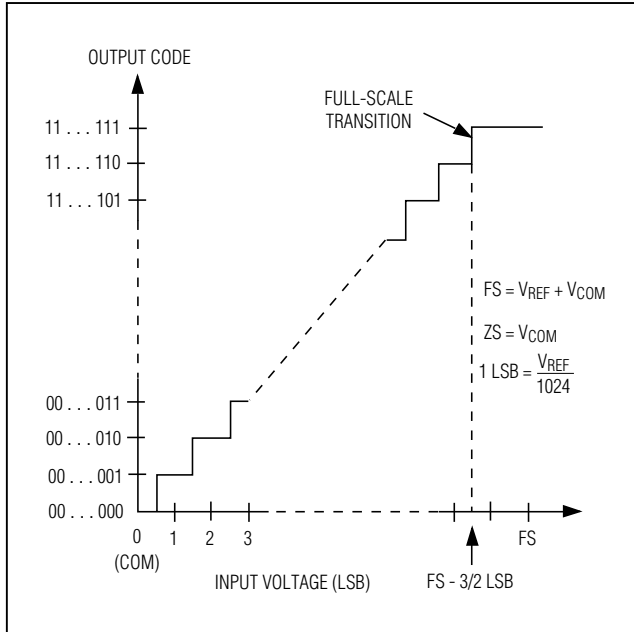 OUTPUT CODE
FULL-SCALE
TRANSITION
11 . . . 111
11 . . . 110
11 . . . 101
FS = VREF + VCOM
ZS = VCOM
1 LSB = VREF
1024
00 . . . 011
00 . . . 010
00 . . . 001
00 . . . 000
0
(COM)
1
2
3
FS
INPUT VOLTAGE (LSB)
FS - 3/2 LSB